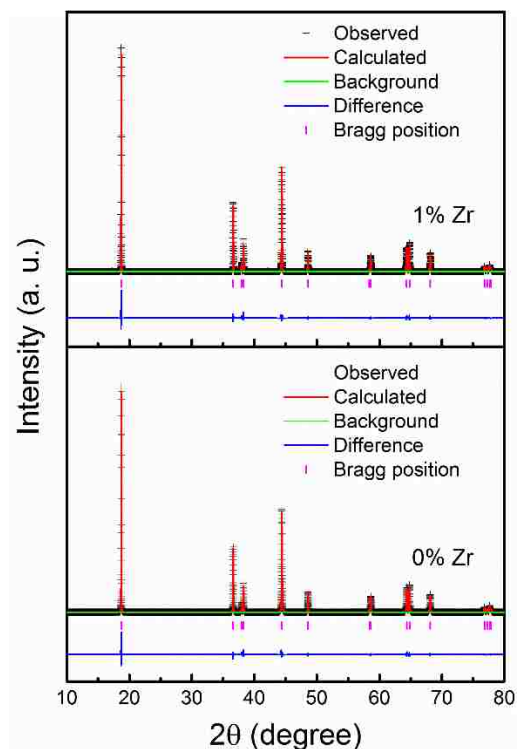 Observed
Calculated
Background
Difference
Bragg position
1% Zr
Intensity (a. u.)
Observed
Calculated
Background
Difference
Bragg position
0% Zr
10 20 30 40 50 60 70 80
2θ (degree)